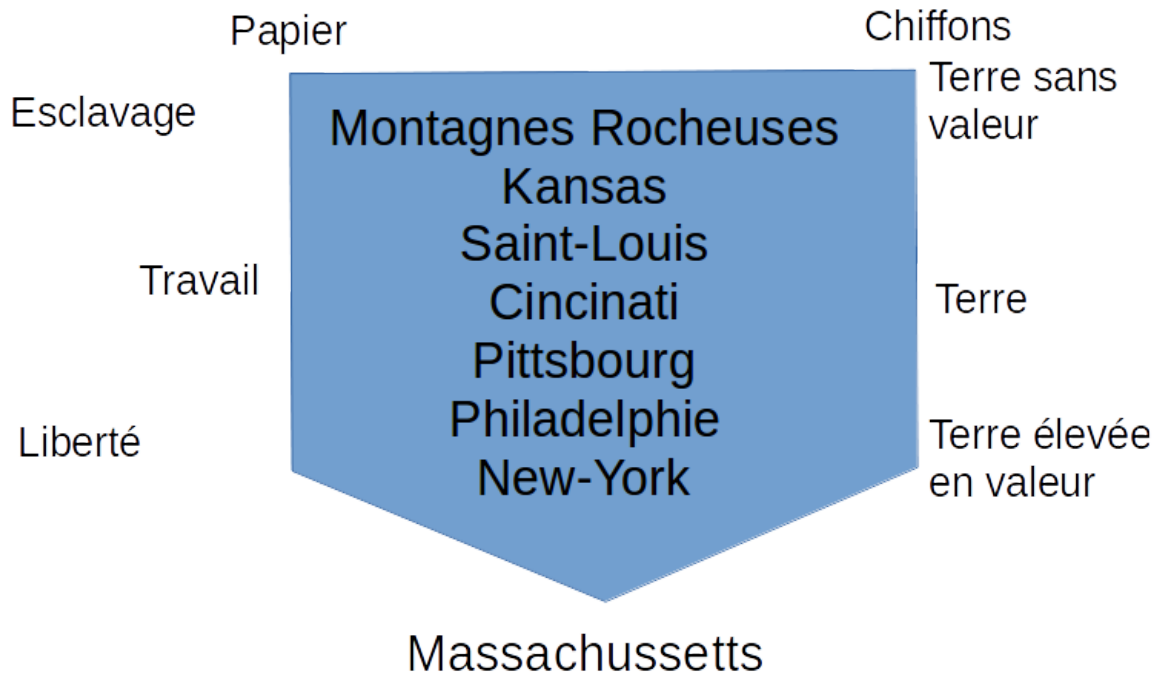 Papier
Chiffons
Esclavage
Terre sans
valeur
Montagnes Rocheuses
Kansas
Saint-Louis
Cincinati
Pittsbourg
Philadelphie
New-York
Travail
Terre
Liberté
Terre élevée
en valeur
Massachussetts